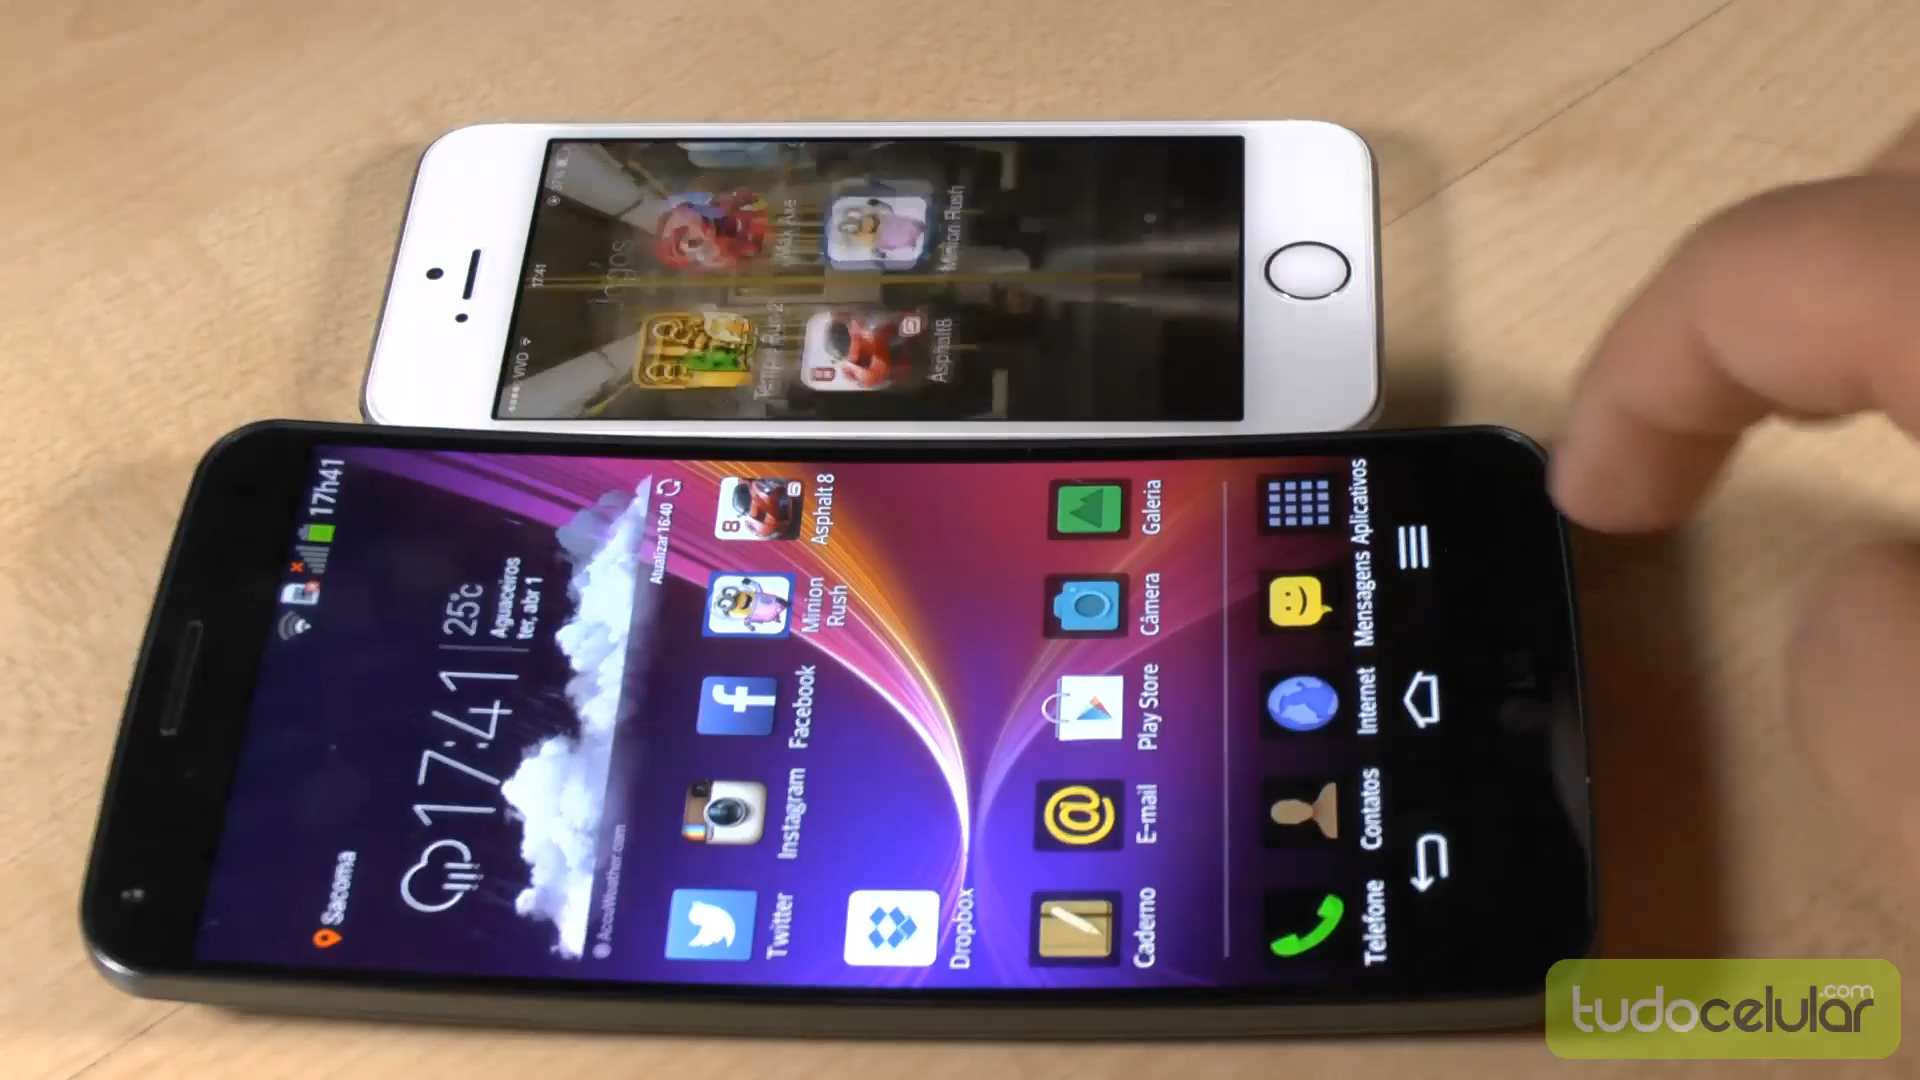 VIVO
17:41
37%
Jogos
Minion Rush
Asphalt8
17h41
Sacoma
17:41
25°c
Aguaceiros
ter, abr 1
AccuWeather.com
Atualizar 16:40
Twitter
Instagram
Facebook
Minion
Rush
Asphalt 8
Dropbox
Caderno
E-mail
Play Store
Câmera
Galeria
Telefone
Contatos
Internet
Mensagens
Aplicativos
tudocelular
.com